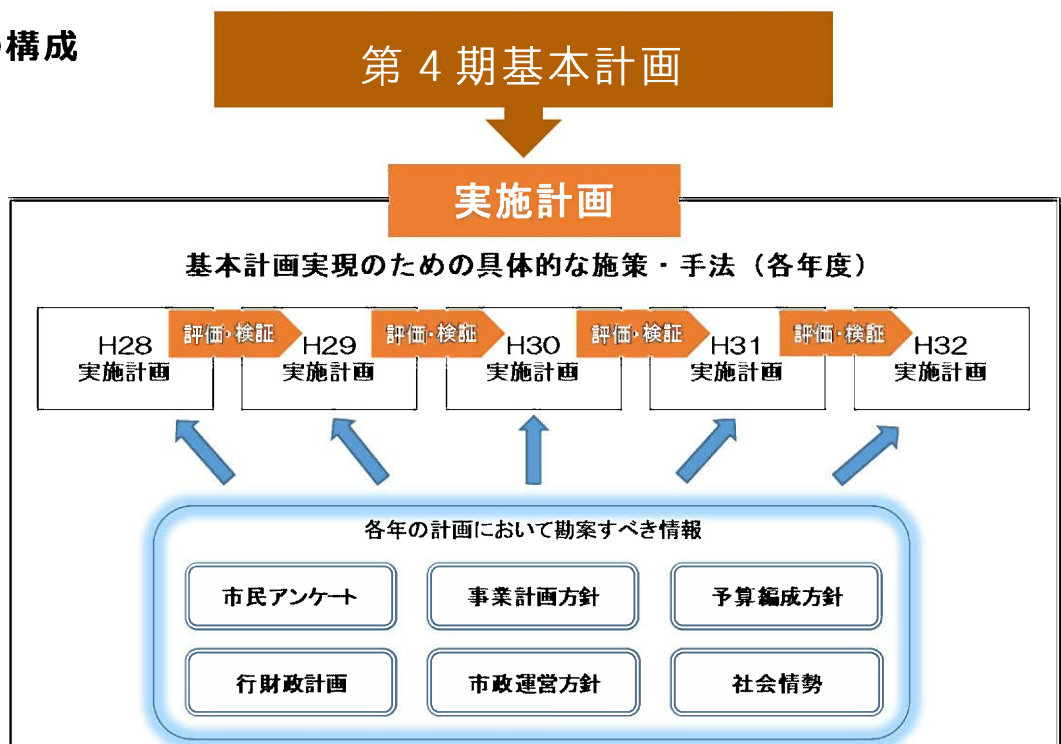 構成
第4期基本計画
実施計画
基本計画実現のための具体的な施策・手法（各年度）
H28
実施計画
評価・検証
H29
実施計画
評価・検証
H30
実施計画
評価・検証
H31
実施計画
評価・検証
H32
実施計画
各年の計画において勘案すべき情報
市民アンケート
事業計画方針
予算編成方針
行財政計画
市政運営方針
社会情勢